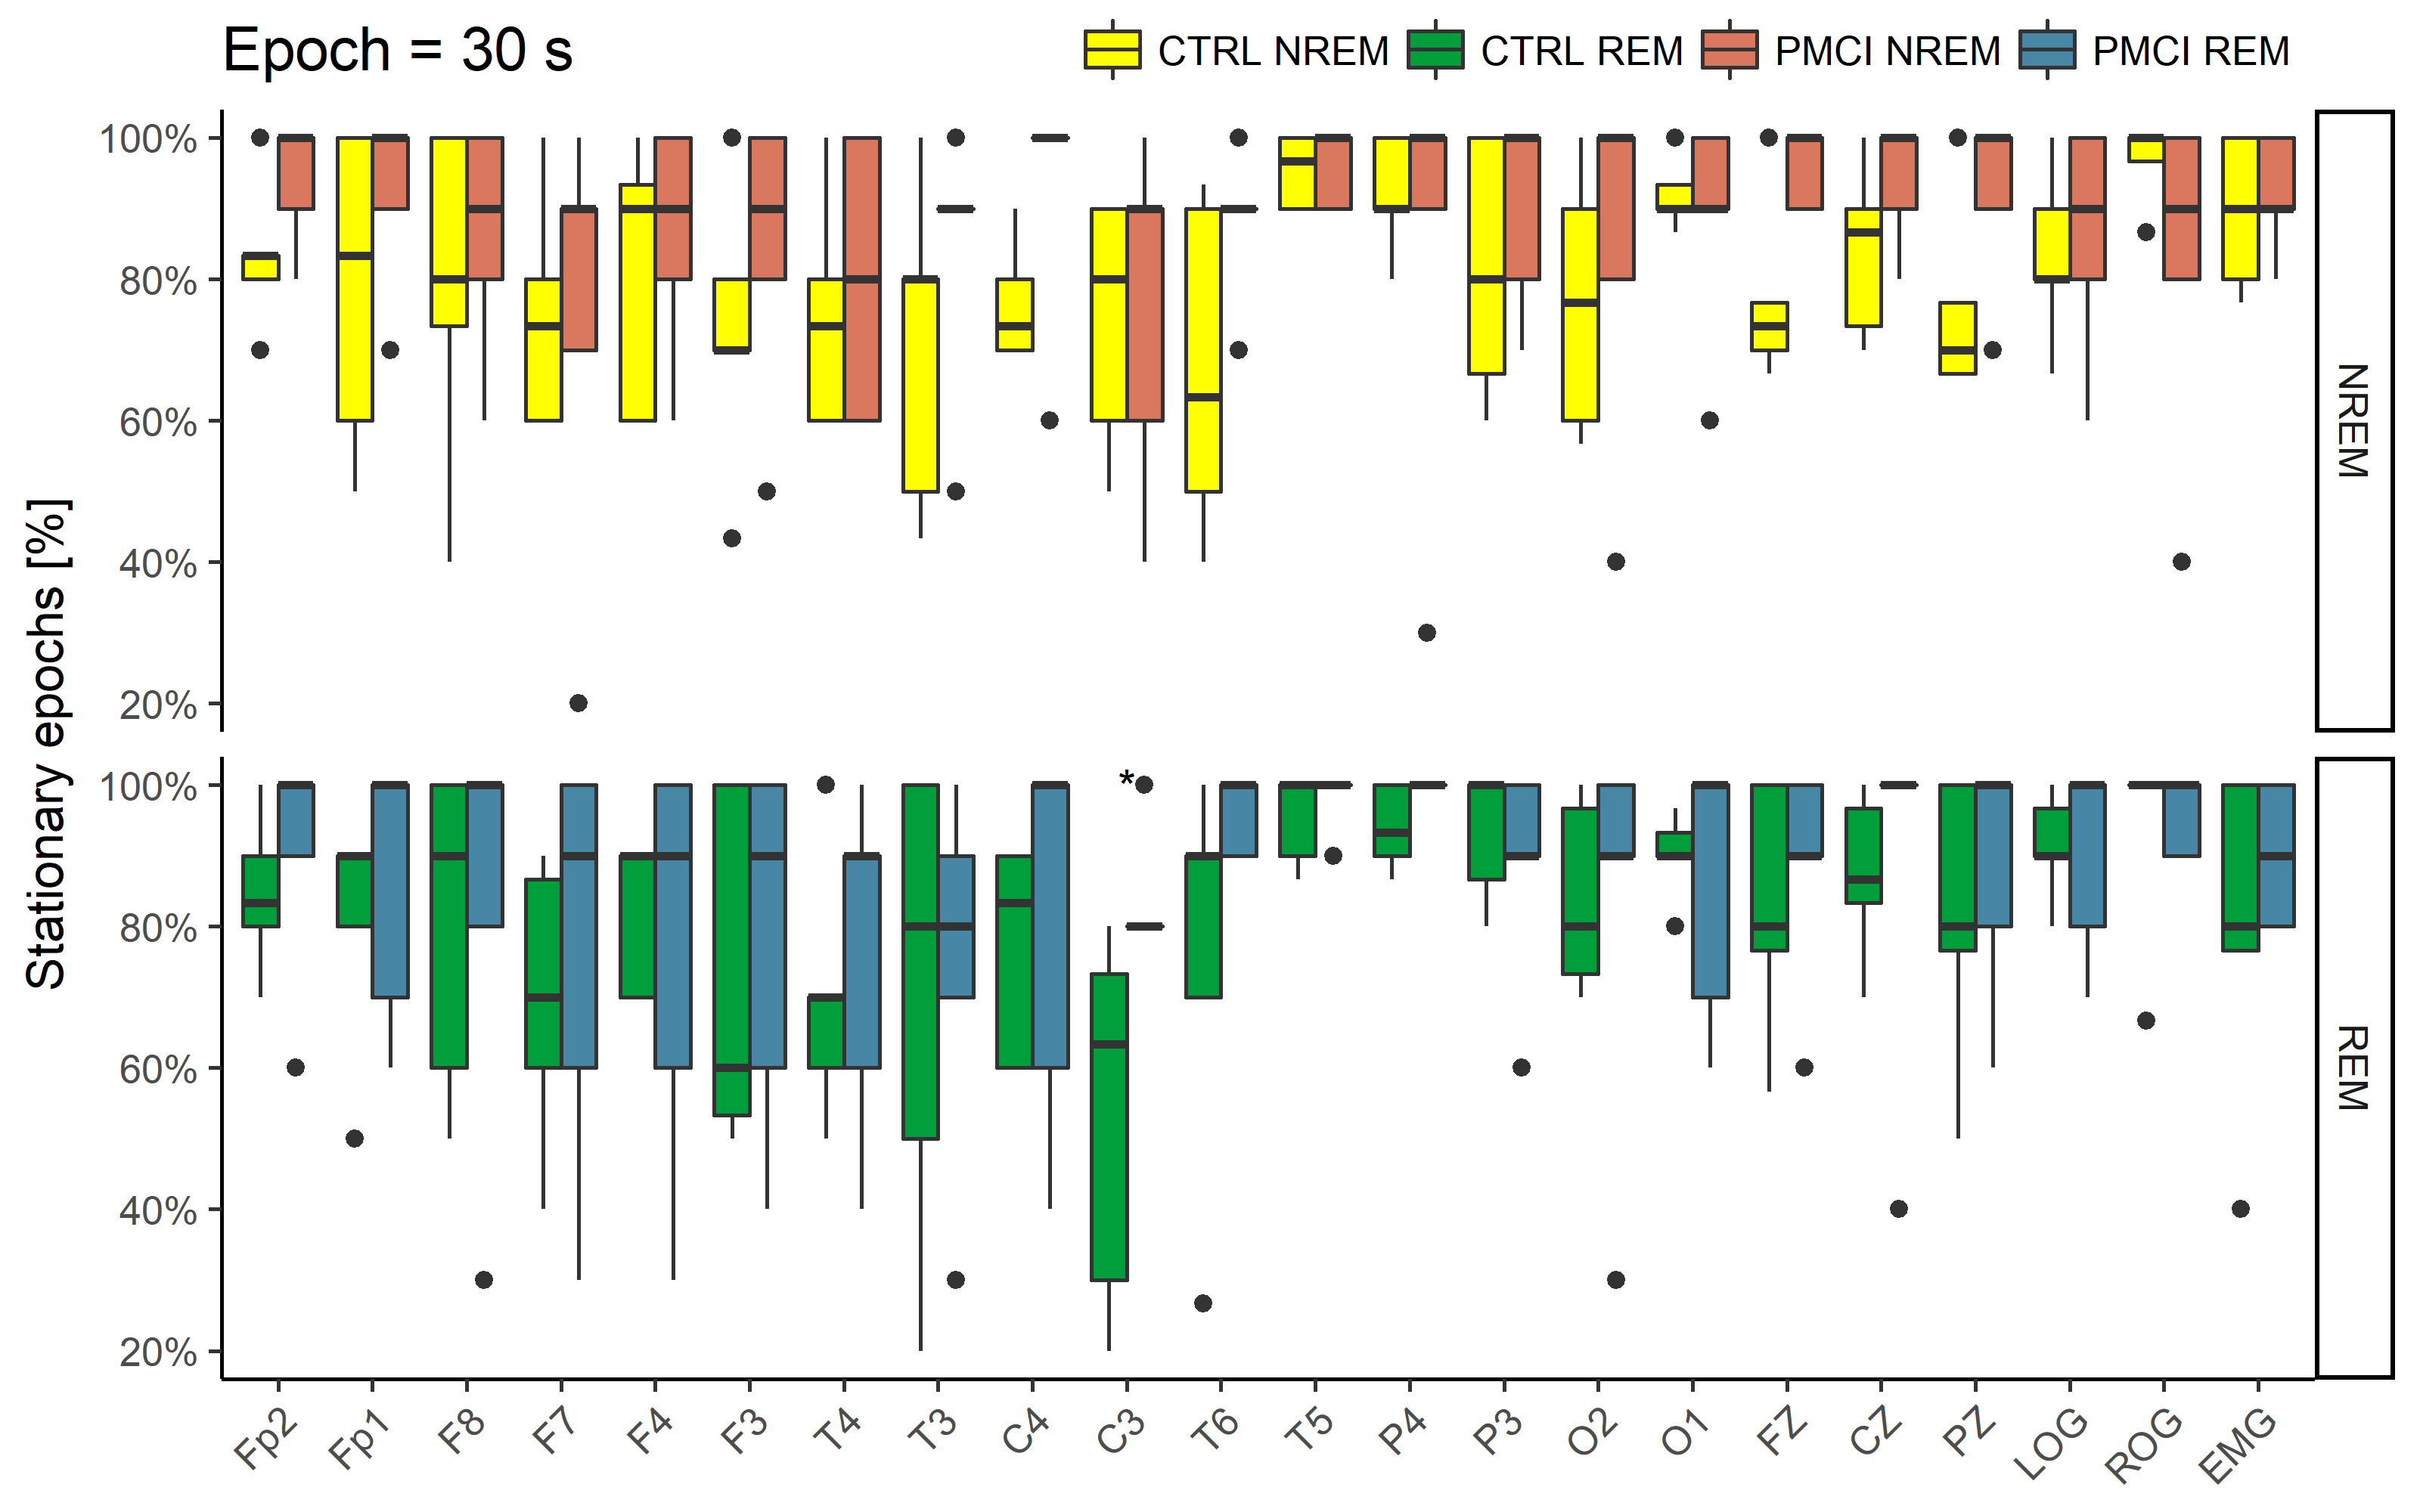 Epoch = 30 s
CTRL NREM CTRL REM PMCI NREM PMCI REM
Stationary epochs [%]
100%
80%
60%
40%
20%
NREM
*
100%
80%
60%
40%
20%
REM
Fp2 Fp1 F8 F7 F4 F3 T4 T3 C4 C3 T6 T5 P4 P3 O2 O1 FZ CZ PZ LOG ROG EMG